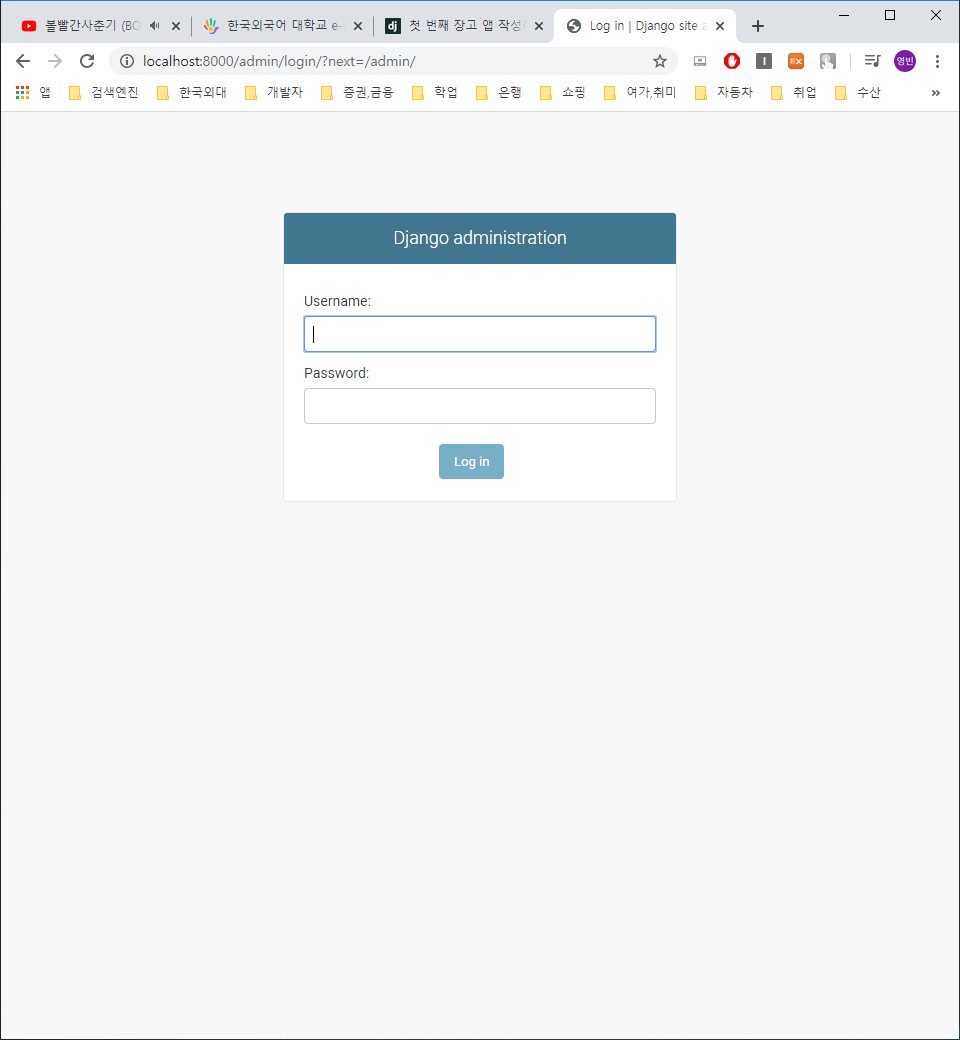 볼빨간사춘기 (BO
한국외국어 대학교 e-
첫 번째 장고 앱 작성
Log in | Django site a
localhost:8000/admin/login/?next=/admin/
영빈
앱 검색엔진 한국외대 개발자 증권,금융 학업 은행 쇼핑 여가,취미 자동차 취업 수산
Django administration
Username:
Password:
Log in